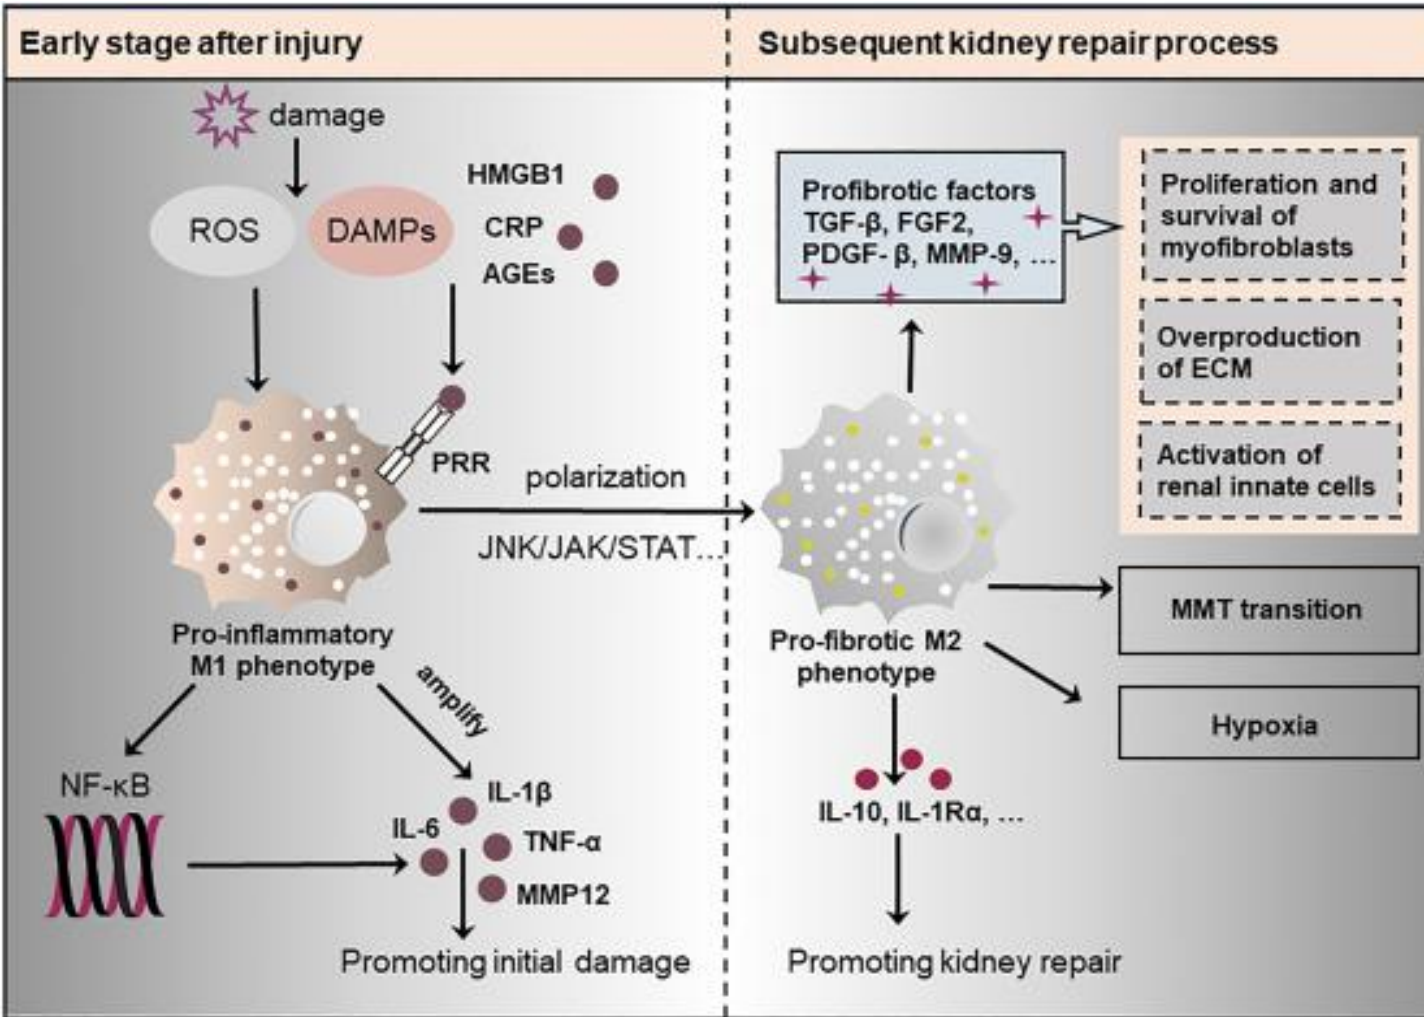 Early stage after injury
Subsequent kidney repair process
damage
ROS
DAMPs
HMGB1
CRP
AGEs
PRR
polarization
JNK/JAK/STAT...
Pro-inflammatory
M1 phenotype
amplify
NF-κB
IL-1β
IL-6
TNF-α
MMP12
Promoting initial damage
Profibrotic factors
TGF-β, FGF2,
PDGF- β, MMP-9, ...
Proliferation and
survival of
myofibroblasts
Overproduction
of ECM
Activation of
renal innate cells
Pro-fibrotic M2
phenotype
MMT transition
Hypoxia
IL-10, IL-1Rα, ...
Promoting kidney repair